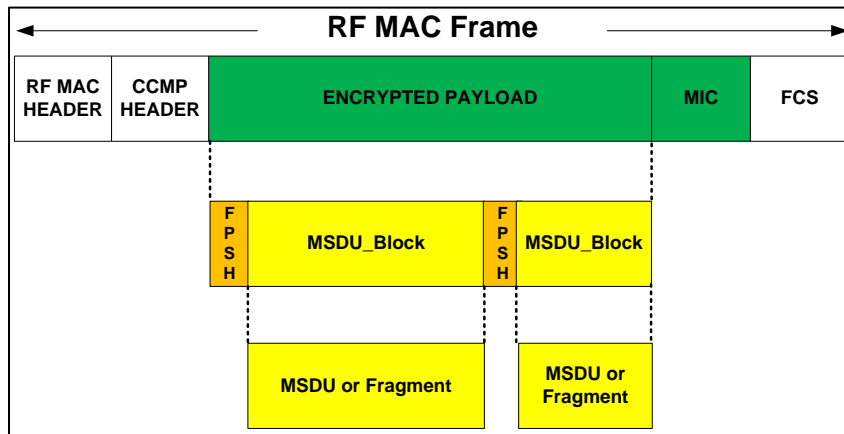 RF MAC Frame
RF MAC
HEADER
CCMP
HEADER
ENCRYPTED PAYLOAD
MIC
FCS
F
P
S
H
MSDU_Block
F
P
S
H
MSDU_Block
MSDU or Fragment
MSDU or
Fragment